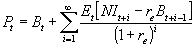 P_t = B_t + \sum_{i=1}^{\infty} \frac{E_t[NI_{t+i} - r_e B_{t+i-1}]}{(1 + r_e)^i}